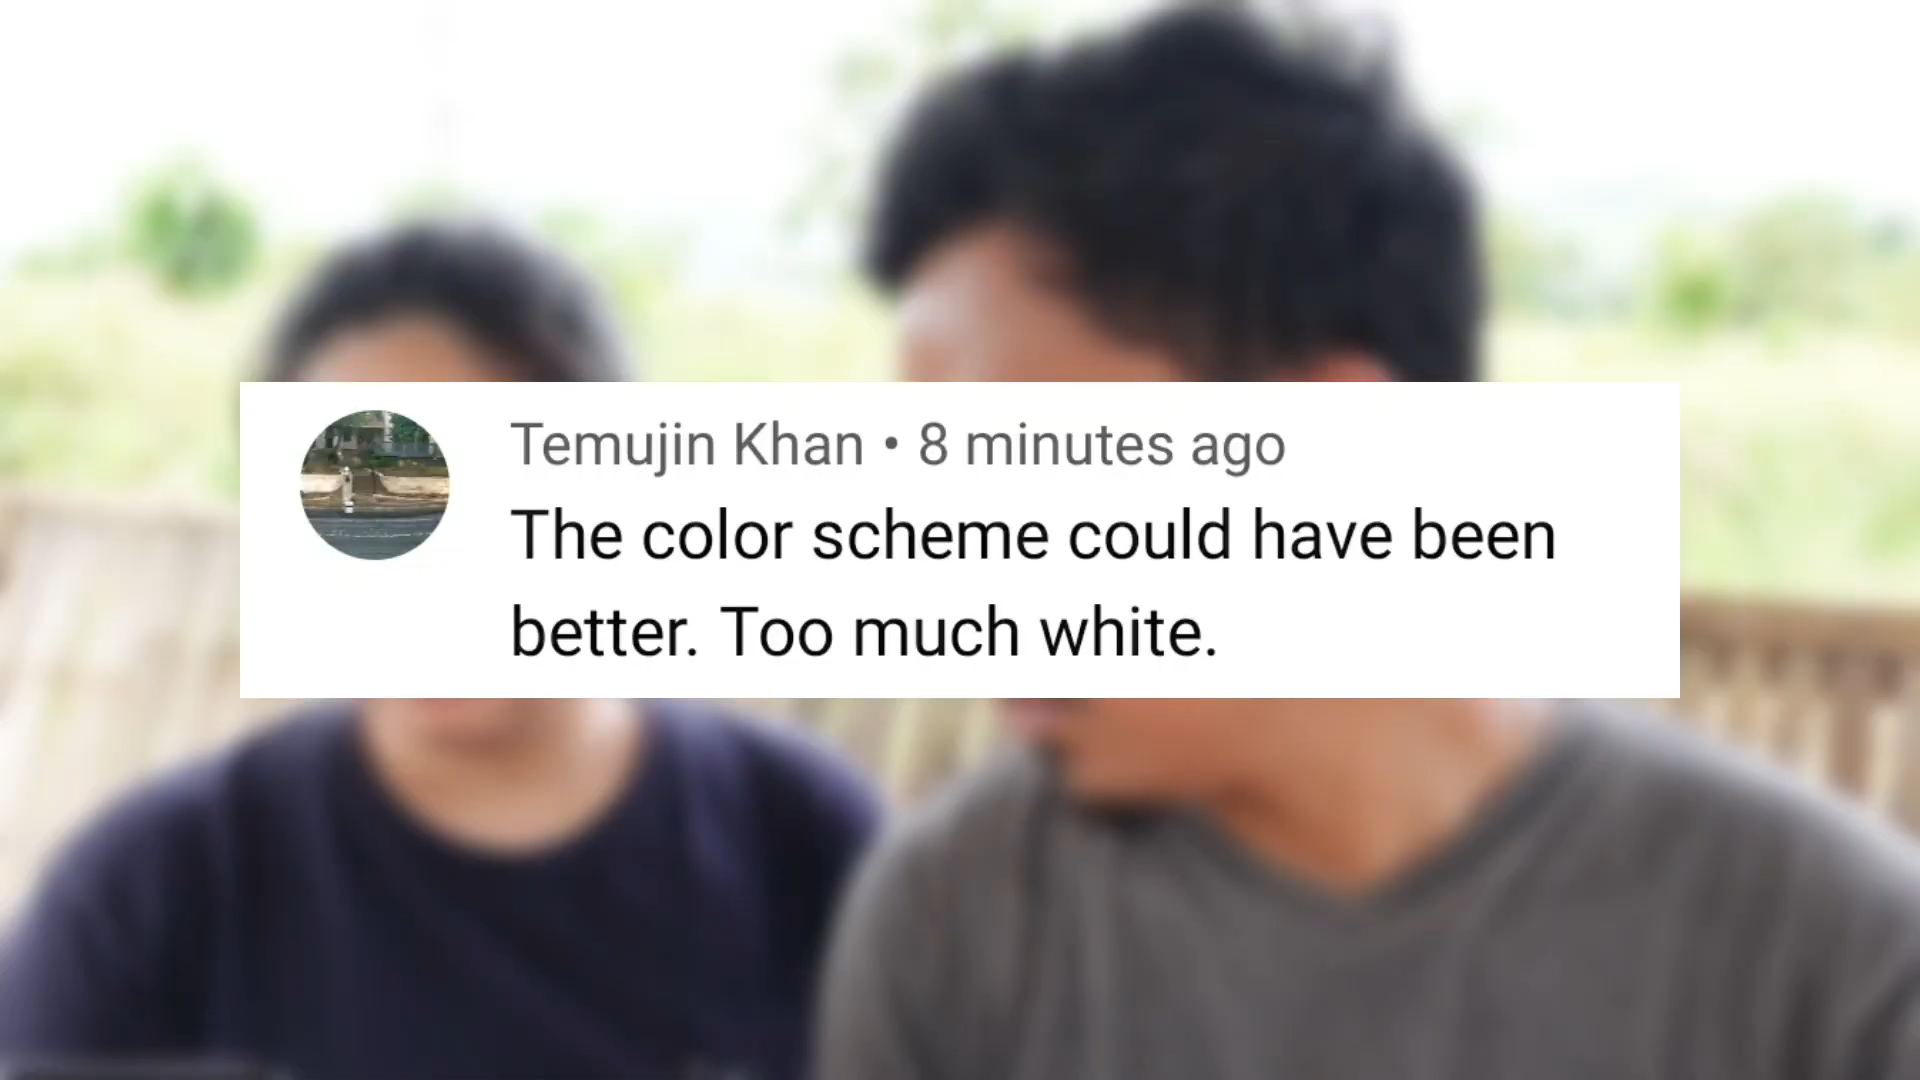 Temujin Khan • 8 minutes ago
The color scheme could have been
better. Too much white.